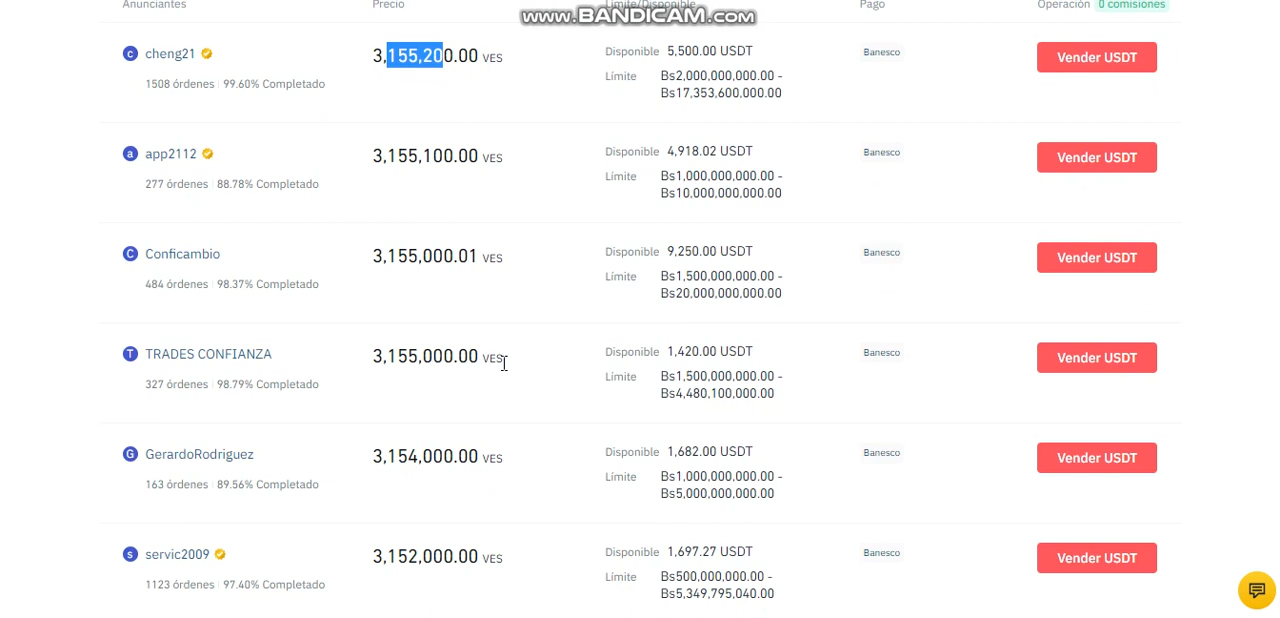 Anunciantes Precio Límite/Disponible Pago Operación 0 comisiones
www.BANDICAM.com
C cheng21 3,155,200.00 VES Disponible 5,500.00 USDT Banesco Vender USDT
1508 órdenes 99.60% Completado Límite Bs2,000,000,000.00 -
Bs17,353,600,000.00
a app2112 3,155,100.00 VES Disponible 4,918.02 USDT Banesco Vender USDT
277 órdenes 88.78% Completado Límite Bs1,000,000,000.00 -
Bs10,000,000,000.00
C Conficambio 3,155,000.01 VES Disponible 9,250.00 USDT Banesco Vender USDT
484 órdenes 98.37% Completado Límite Bs1,500,000,000.00 -
Bs20,000,000,000.00
T TRADES CONFIANZA 3,155,000.00 VES Disponible 1,420.00 USDT Banesco Vender USDT
327 órdenes 98.79% Completado Límite Bs1,500,000,000.00 -
Bs4,480,100,000.00
G GerardoRodriguez 3,154,000.00 VES Disponible 1,682.00 USDT Banesco Vender USDT
163 órdenes 89.56% Completado Límite Bs1,000,000,000.00 -
Bs5,000,000,000.00
s servic2009 3,152,000.00 VES Disponible 1,697.27 USDT Banesco Vender USDT
1123 órdenes 97.40% Completado Límite Bs500,000,000.00 -
Bs5,349,795,040.00